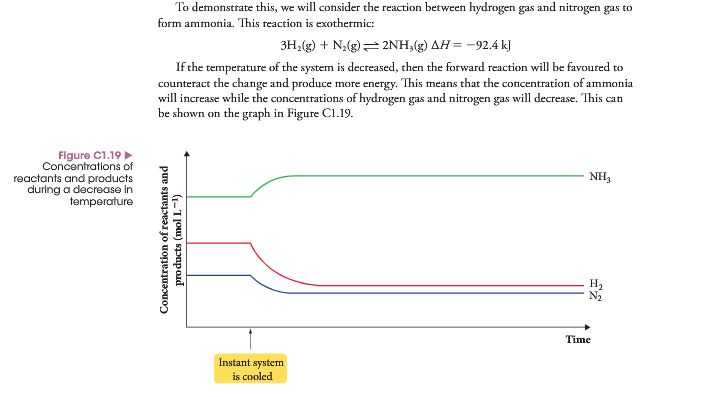 To demonstrate this, we will consider the reaction between hydrogen gas and nitrogen gas to
form ammonia. This reaction is exothermic:
3H₂(g) + N₂(g) ⇌ 2NH₃(g) ΔH = −92.4 kJ
If the temperature of the system is decreased, then the forward reaction will be favoured to
counteract the change and produce more energy. This means that the concentration of ammonia
will increase while the concentrations of hydrogen gas and nitrogen gas will decrease. This can
be shown on the graph in Figure C1.19.
Figure C1.19 ▶
Concentrations of
reactants and products
during a decrease in
temperature
Concentration of reactants and
products (mol L⁻¹)
NH₃
H₂
N₂
Time
Instant system
is cooled